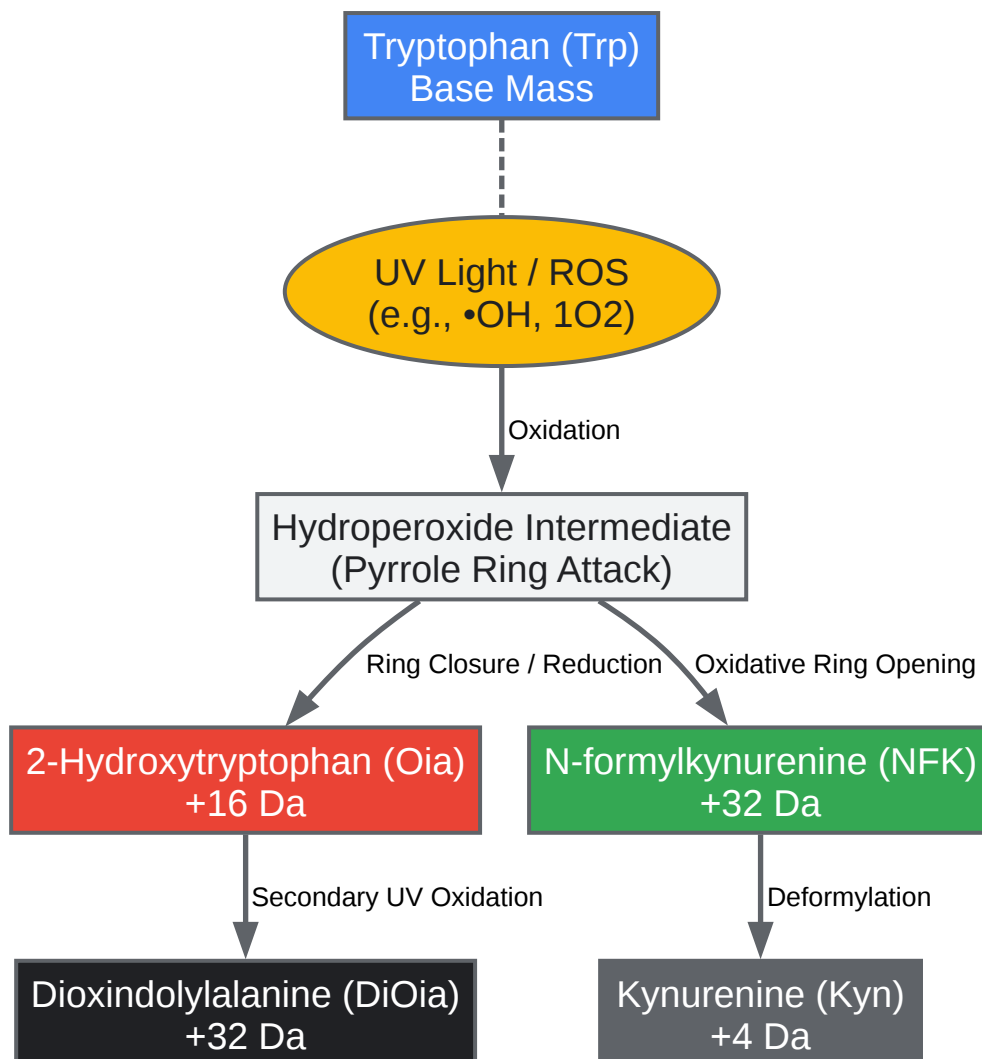 Tryptophan (Trp)
Base Mass
UV Light / ROS
(e.g., •OH, 1O2)
Oxidation
Hydroperoxide Intermediate
(Pyrrole Ring Attack)
Ring Closure / Reduction
Oxidative Ring Opening
2-Hydroxytryptophan (Oia)
+16 Da
N-formylkynurenine (NFK)
+32 Da
Secondary UV Oxidation
Deformylation
Dioxindolylalanine (DiOia)
+32 Da
Kynurenine (Kyn)
+4 Da